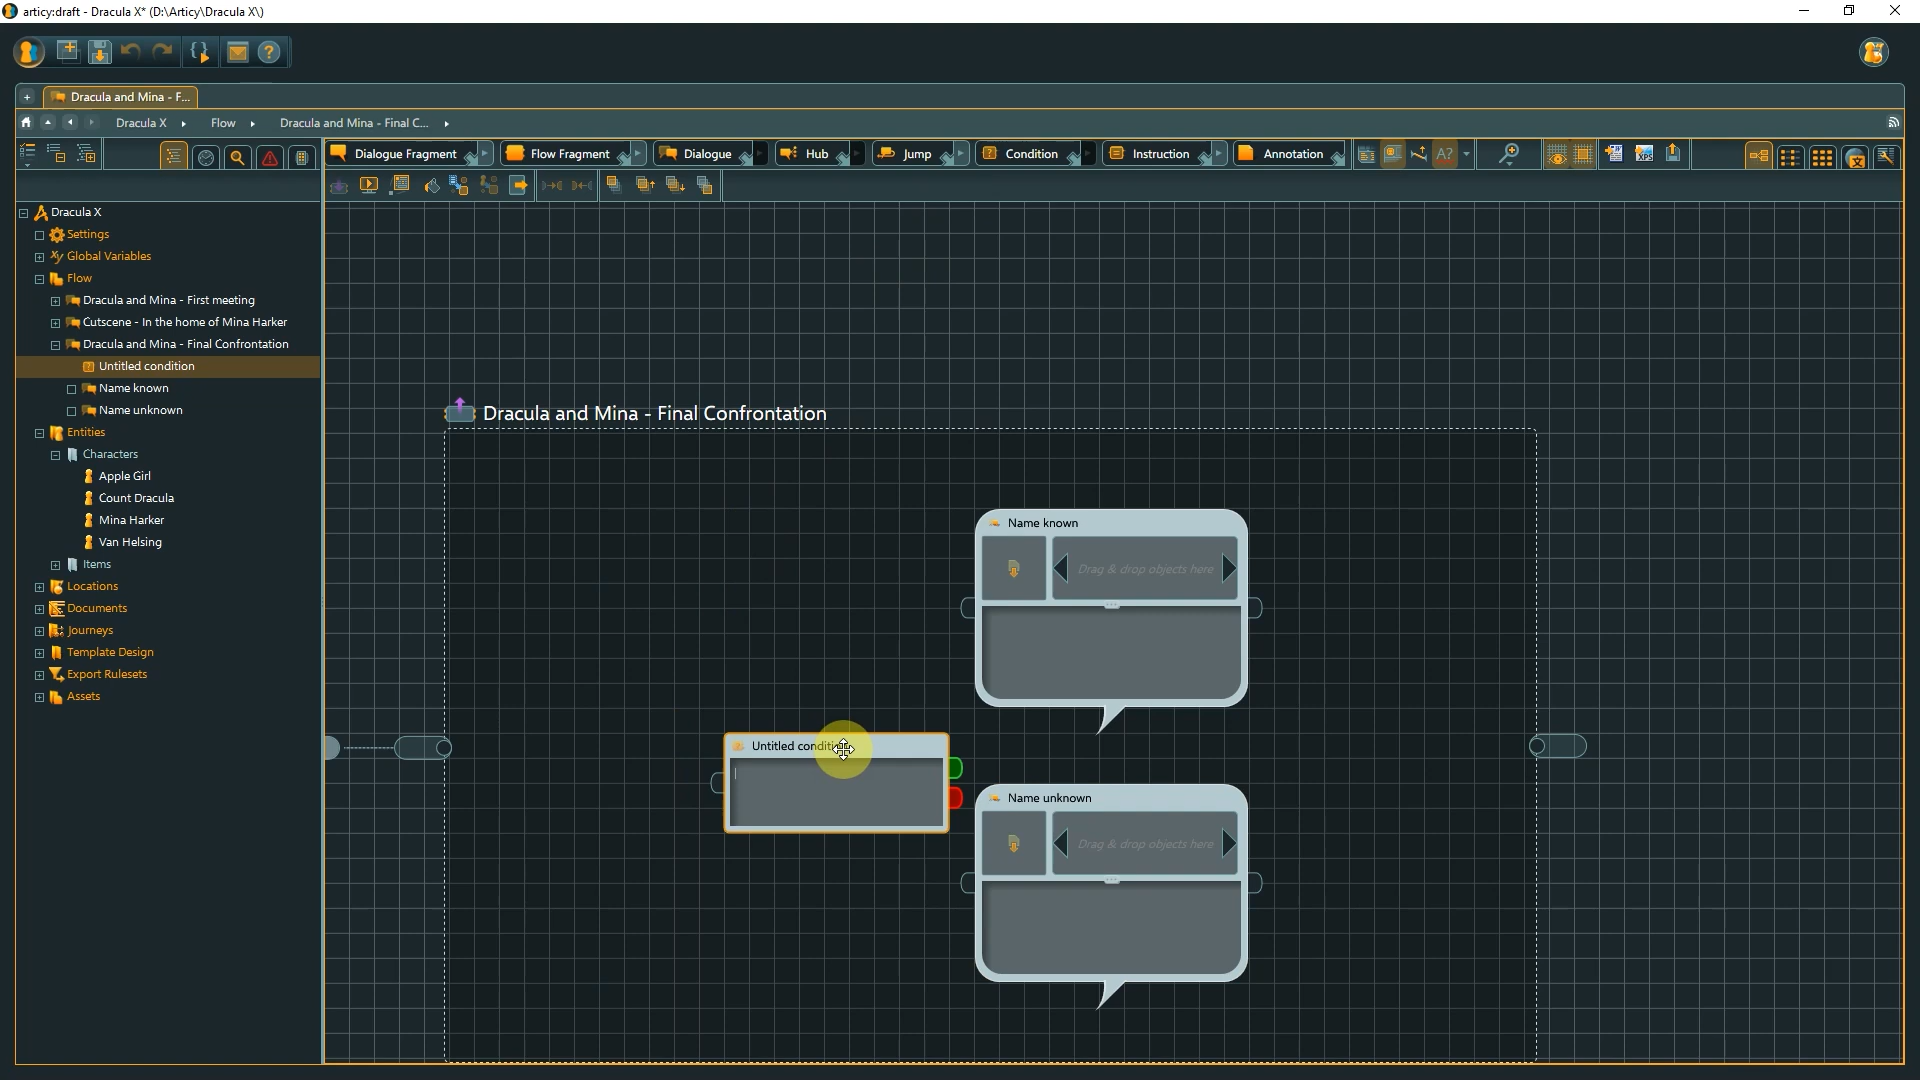 articy:draft - Dracula X* (D:\Articy\Dracula X\)
Dracula and Mina - F...
Dracula X
Flow
Dracula and Mina - Final C...
Dialogue Fragment
Flow Fragment
Dialogue
Hub
Jump
Condition
Instruction
Annotation
Dracula X
Settings
Global Variables
Flow
Dracula and Mina - First meeting
Cutscene - In the home of Mina Harker
Dracula and Mina - Final Confrontation
Untitled condition
Name known
Name unknown
Entities
Characters
Apple Girl
Count Dracula
Mina Harker
Van Helsing
Items
Locations
Documents
Journeys
Template Design
Export Rulesets
Assets
Dracula and Mina - Final Confrontation
Name known
Drag & drop objects here
Untitled condition
Name unknown
Drag & drop objects here